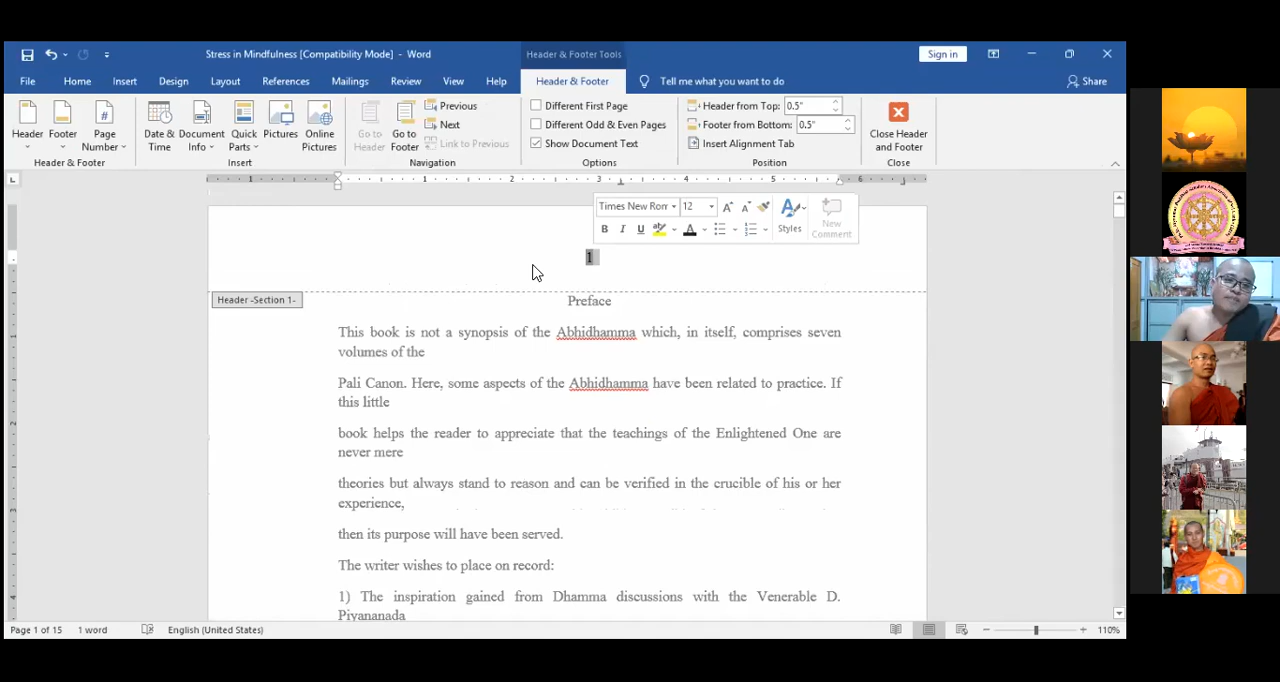 Stress in Mindfulness [Compatibility Mode] - Word
Header & Footer Tools
Sign in
File Home Insert Design Layout References Mailings Review View Help Header & Footer Tell me what you want to do Share
Header
Footer
Page Number
Header & Footer
Date & Time
Document Info
Quick Parts
Pictures
Online Pictures
Insert
Go to Header
Go to Footer
Previous
Next
Link to Previous
Navigation
Different First Page
Different Odd & Even Pages
Show Document Text
Options
Header from Top: 0.5"
Footer from Bottom: 0.5"
Insert Alignment Tab
Position
Close Header and Footer
Close
1 1 2 3 4 5 6
Times New Rom 12
B I U
Styles
New Comment
1
Header -Section 1-
Preface
This book is not a synopsis of the Abhidhamma which, in itself, comprises seven
volumes of the
Pali Canon. Here, some aspects of the Abhidhamma have been related to practice. If
this little
book helps the reader to appreciate that the teachings of the Enlightened One are
never mere
theories but always stand to reason and can be verified in the crucible of his or her
experience,
then its purpose will have been served.
The writer wishes to place on record:
1) The inspiration gained from Dhamma discussions with the Venerable D.
Piyananada
Page 1 of 15 1 word English (United States) 110%